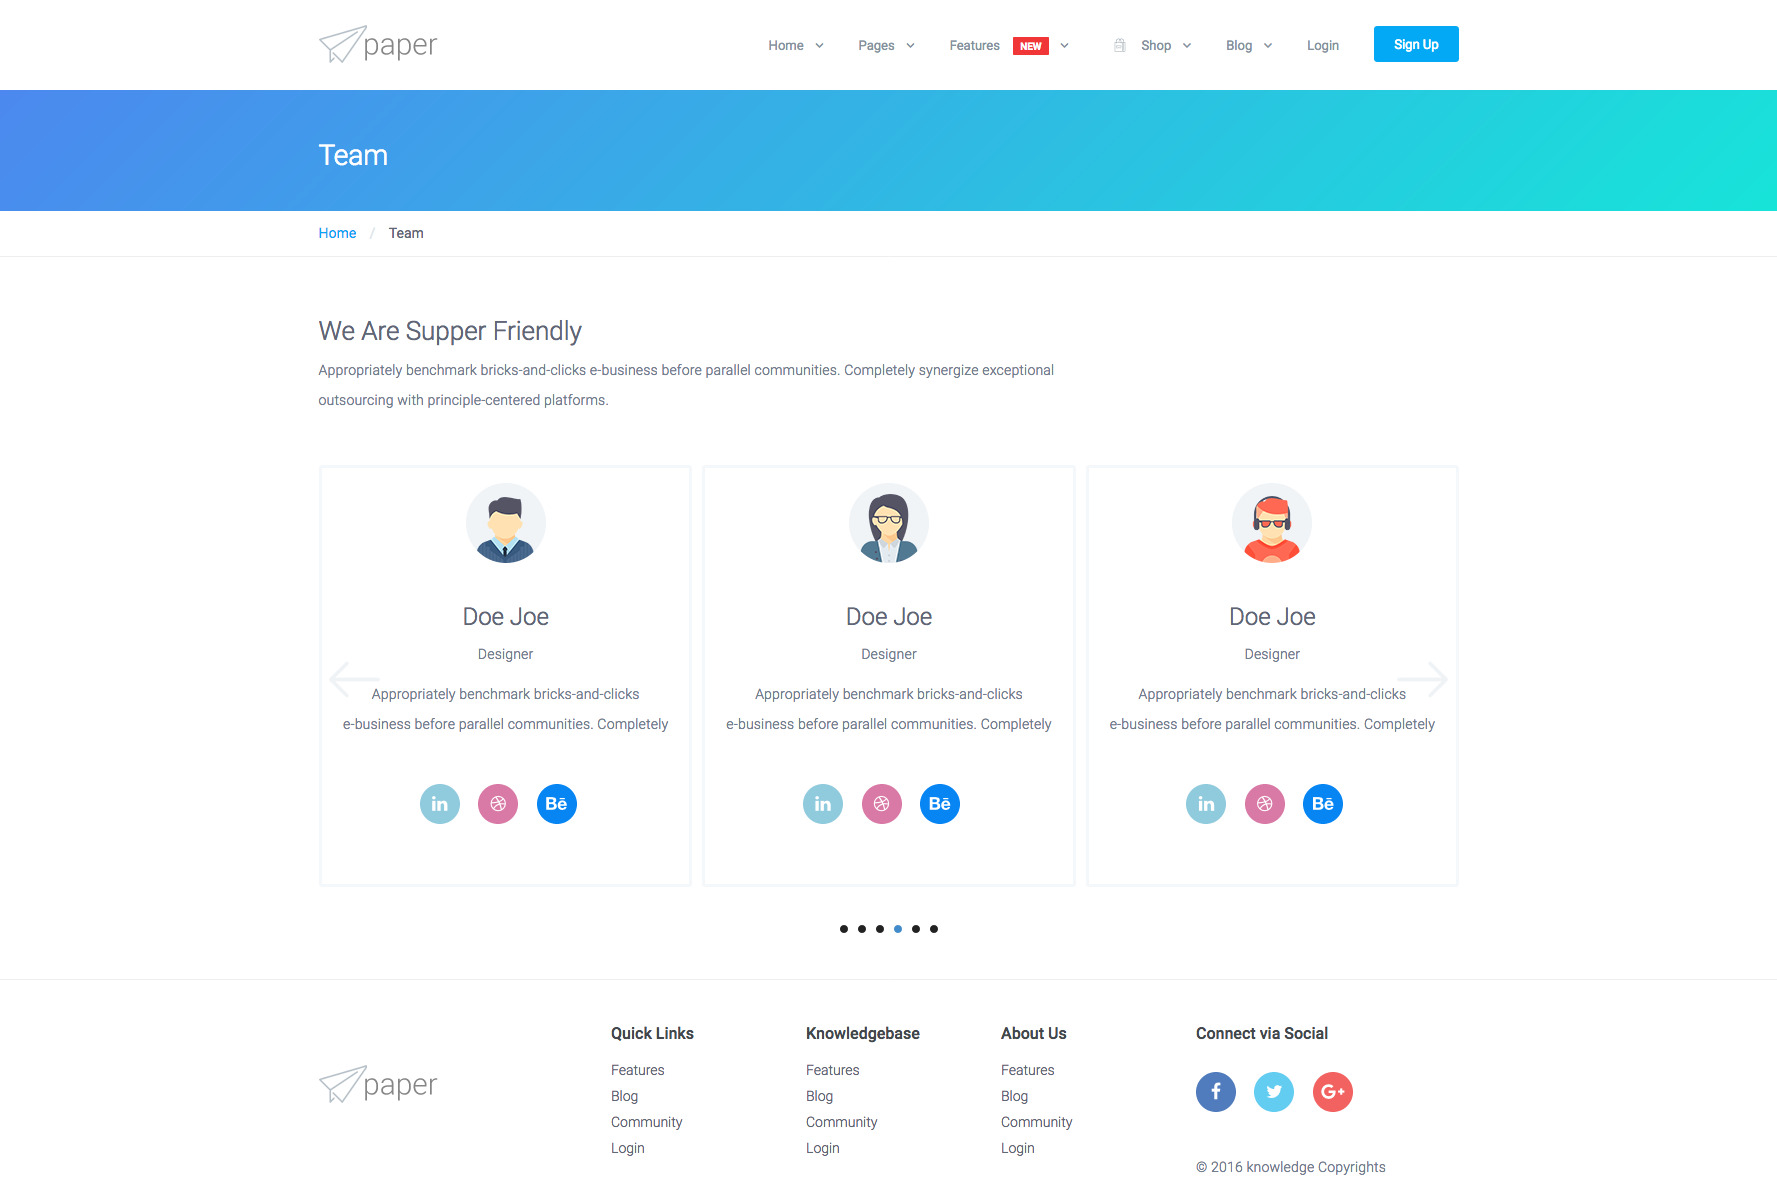 paper
Home Pages Features NEW Shop Blog Login Sign Up
Team
Home / Team
We Are Supper Friendly
Appropriately benchmark bricks-and-clicks e-business before parallel communities. Completely synergize exceptional
outsourcing with principle-centered platforms.
Doe Joe
Designer
Appropriately benchmark bricks-and-clicks
e-business before parallel communities. Completely
in Bē
Doe Joe
Designer
Appropriately benchmark bricks-and-clicks
e-business before parallel communities. Completely
in Bē
Doe Joe
Designer
Appropriately benchmark bricks-and-clicks
e-business before parallel communities. Completely
in Bē
paper
Quick Links
Features
Blog
Community
Login
Knowledgebase
Features
Blog
Community
Login
About Us
Features
Blog
Community
Login
Connect via Social
f G+
© 2016 knowledge Copyrights